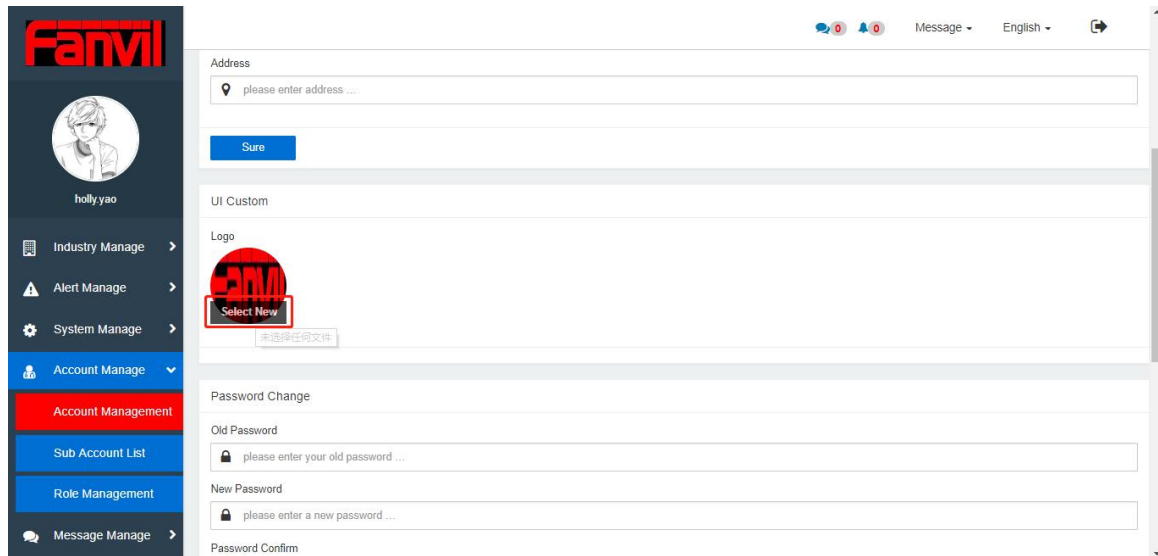 Fanvil
0 0 Message English
holly.yao
Industry Manage
Alert Manage
System Manage
Account Manage
Account Management
Sub Account List
Role Management
Message Manage
Address
please enter address ...
Sure
UI Custom
Logo
Fanvil
Select New
未选择任何文件
Password Change
Old Password
please enter your old password ...
New Password
please enter a new password ...
Password Confirm